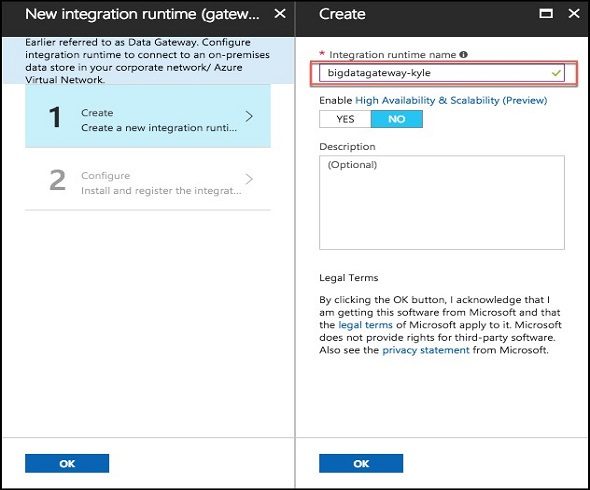 New integration runtime (gatew...
Earlier referred to as Data Gateway. Configure
integration runtime to connect to an on-premises
data store in your corporate network/ Azure
Virtual Network.
1
Create
Create a new integration runti...
2
Configure
Install and register the integrat...
OK
Create
* Integration runtime name
bigdatagateway-kyle
Enable High Availability & Scalability (Preview)
YES NO
Description
(Optional)
Legal Terms
By clicking the OK button, I acknowledge that I
am getting this software from Microsoft and that
the legal terms of Microsoft apply to it. Microsoft
does not provide rights for third-party software.
Also see the privacy statement from Microsoft.
OK